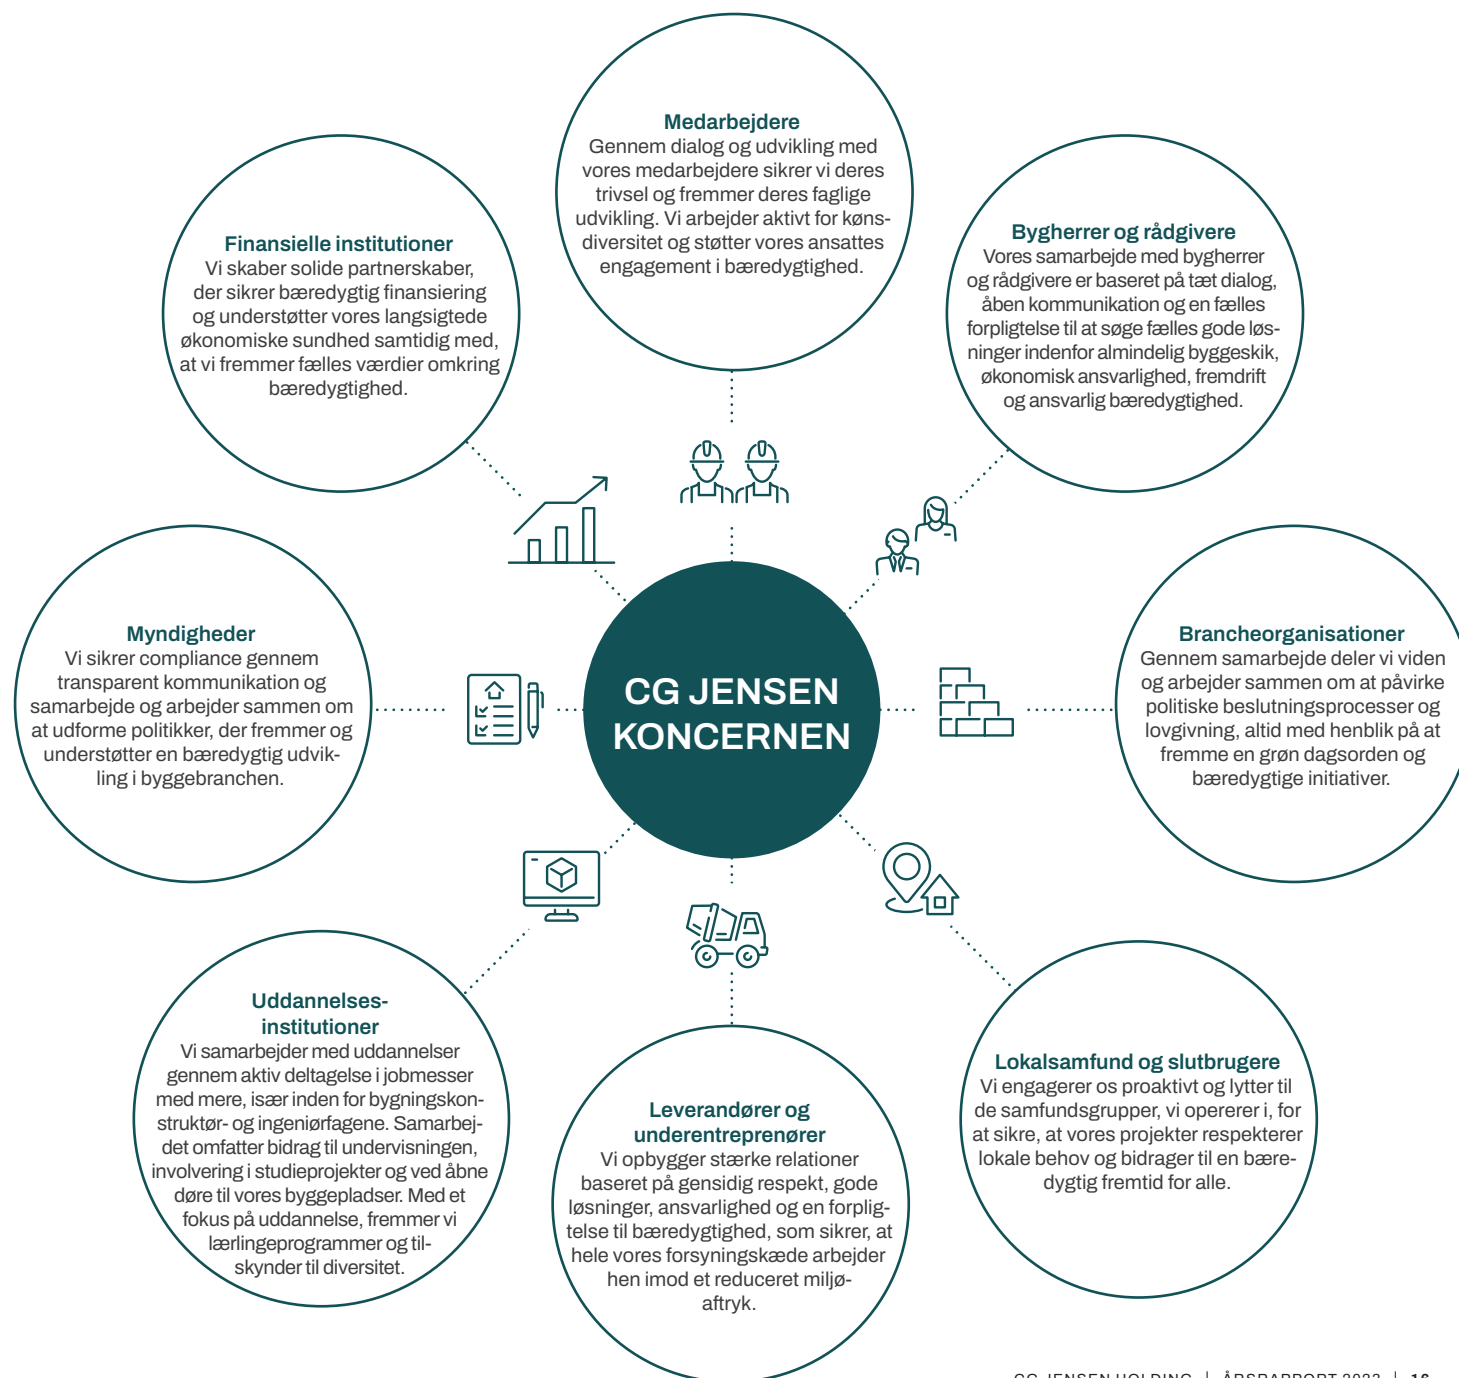 Medarbejdere
Gennem dialog og udvikling med
vores medarbejdere sikrer vi deres
trivsel og fremmer deres faglige
udvikling. Vi arbejder aktivt for køns-
diversitet og støtter vores ansattes
engagement i bæredygtighed.
Finansielle institutioner
Vi skaber solide partnerskaber,
der sikrer bæredygtig finansiering
og understøtter vores langsigtede
økonomiske sundhed samtidig med,
at vi fremmer fælles værdier omkring
bæredygtighed.
Bygherrer og rådgivere
Vores samarbejde med bygherrer
og rådgivere er baseret på tæt dialog,
åben kommunikation og en fælles
forpligtelse til at søge fælles gode løs-
ninger indenfor almindelig byggeskik,
økonomisk ansvarlighed, fremdrift
og ansvarlig bæredygtighed.
Myndigheder
Vi sikrer compliance gennem
transparent kommunikation og
samarbejde og arbejder sammen om
at udforme politikker, der fremmer og
understøtter en bæredygtig udvik-
ling i byggebranchen.
CG JENSEN
KONCERNEN
Brancheorganisationer
Gennem samarbejde deler vi viden
og arbejder sammen om at påvirke
politiske beslutningsprocesser og
lovgivning, altid med henblik på at
fremme en grøn dagsorden og
bæredygtige initiativer.
Uddannelses-
institutioner
Vi samarbejder med uddannelser
gennem aktiv deltagelse i jobmesser
med mere, især inden for bygningskon-
struktør- og ingeniørfagene. Samarbej-
det omfatter bidrag til undervisningen,
involvering i studieprojekter og ved åbne
døre til vores byggepladser. Med et
fokus på uddannelse, fremmer vi
lærlingeprogrammer og til-
skynder til diversitet.
Leverandører og
underentreprenører
Vi opbygger stærke relationer
baseret på gensidig respekt, gode
løsninger, ansvarlighed og en forplig-
telse til bæredygtighed, som sikrer, at
hele vores forsyningskæde arbejder
hen imod et reduceret miljø-
aftryk.
Lokalsamfund og slutbrugere
Vi engagerer os proaktivt og lytter til
de samfundsgrupper, vi opererer i, for
at sikre, at vores projekter respekterer
lokale behov og bidrager til en bære-
dygtig fremtid for alle.
CG JENSEN HOLDING | ÅRSRAPPORT 2023 | 16